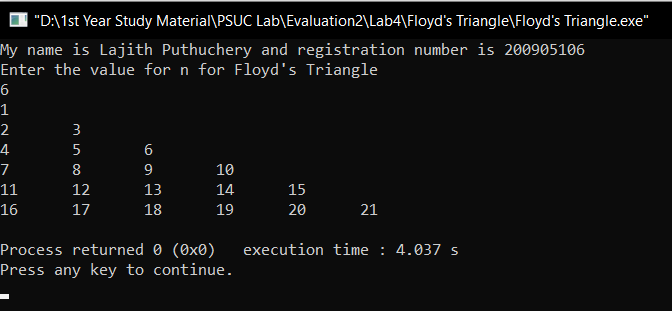 "D:\1st Year Study Material\PSUC Lab\Evaluation2\Lab4\Floyd's Triangle\Floyd's Triangle.exe"
My name is Lajith Puthuchery and registration number is 200905106
Enter the value for n for Floyd's Triangle
6
1
2 3
4 5 6
7 8 9 10
11 12 13 14 15
16 17 18 19 20 21
Process returned 0 (0x0) execution time : 4.037 s
Press any key to continue.